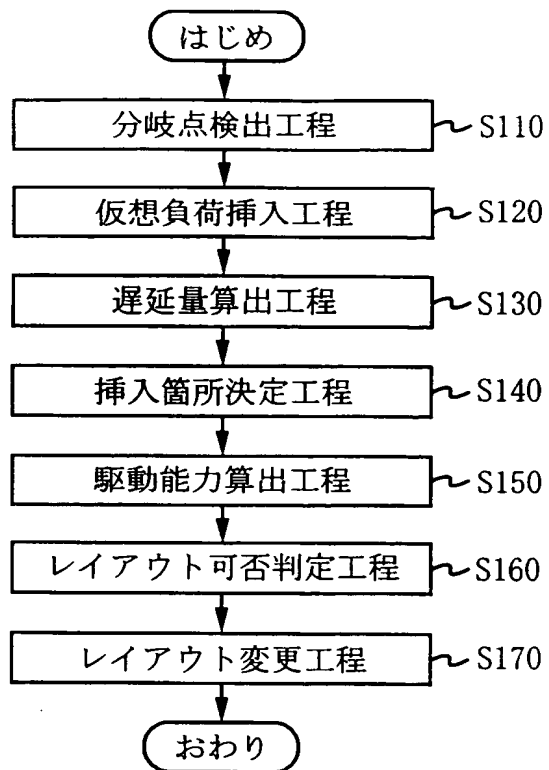 はじめ
分岐点検出工程 S110
仮想負荷挿入工程 S120
遅延量算出工程 S130
挿入箇所決定工程 S140
駆動能力算出工程 S150
レイアウト可否判定工程 S160
レイアウト変更工程 S170
おわり